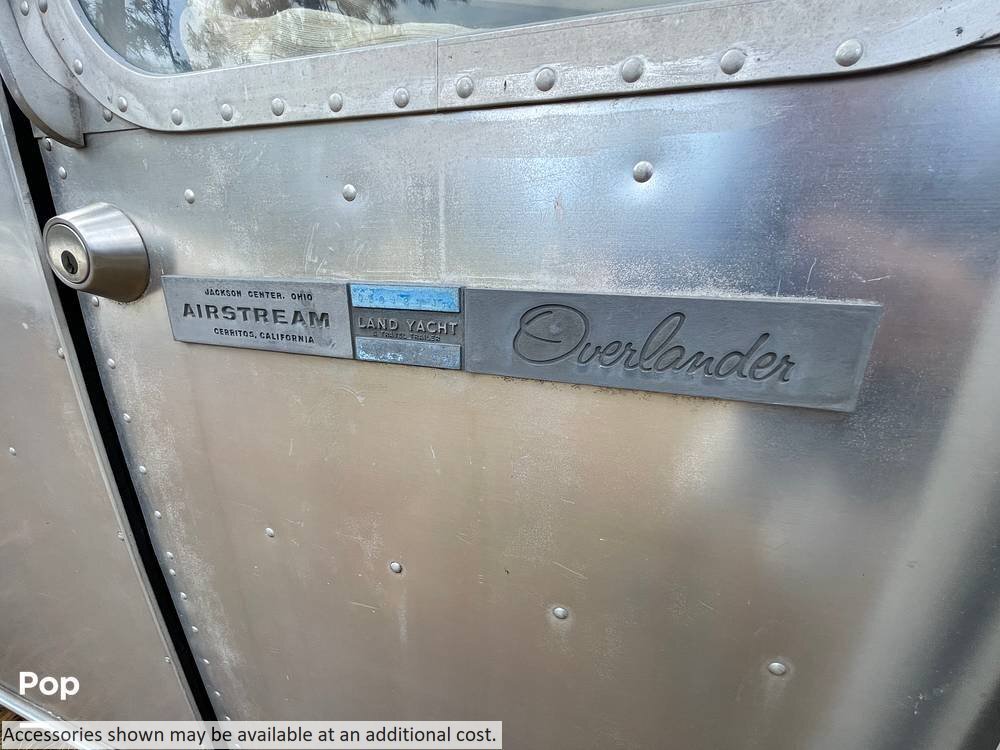 JACKSON CENTER, OHIO
AIRSTREAM
CERRITOS, CALIFORNIA
LAND YACHT
Overlander
Pop
Accessories shown may be available at an additional cost.